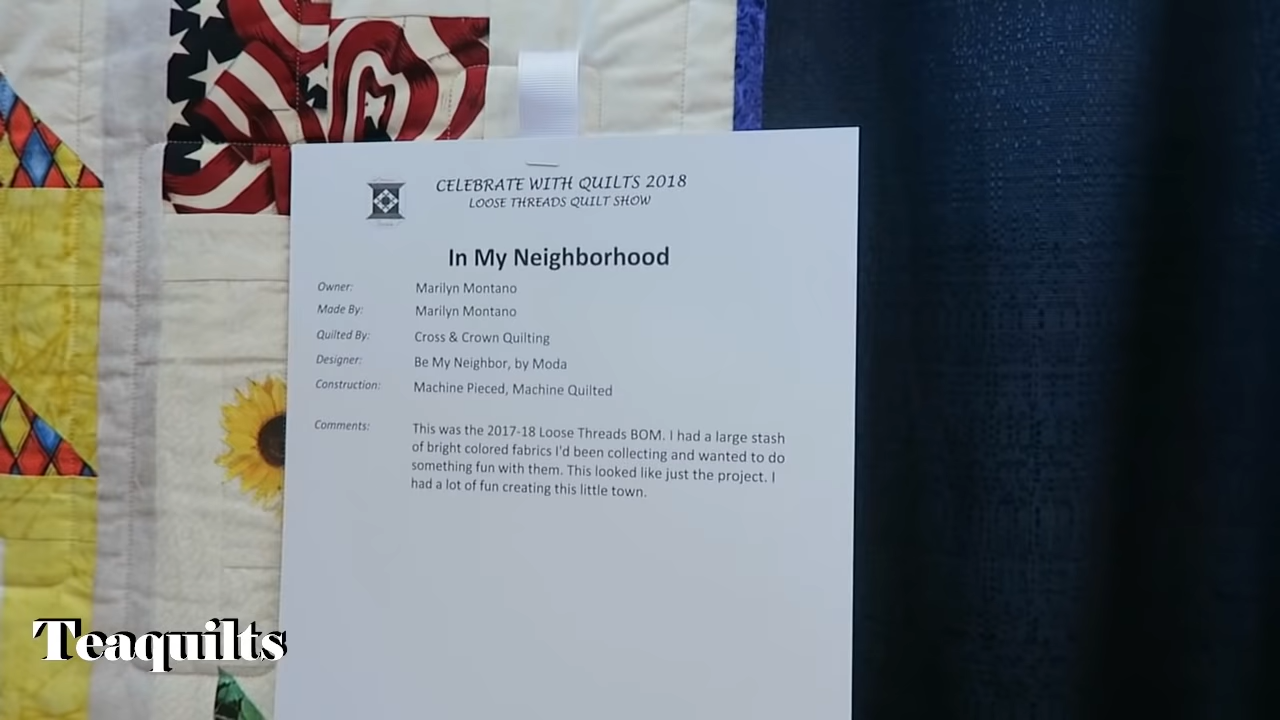 CELEBRATE WITH QUILTS 2018
LOOSE THREADS QUILT SHOW
In My Neighborhood
Owner: Marilyn Montano
Made By: Marilyn Montano
Quilted By: Cross & Crown Quilting
Designer: Be My Neighbor, by Moda
Construction: Machine Pieced, Machine Quilted
Comments: This was the 2017-18 Loose Threads BOM. I had a large stash
of bright colored fabrics I'd been collecting and wanted to do
something fun with them. This looked like just the project. I
had a lot of fun creating this little town.
Teaquilts